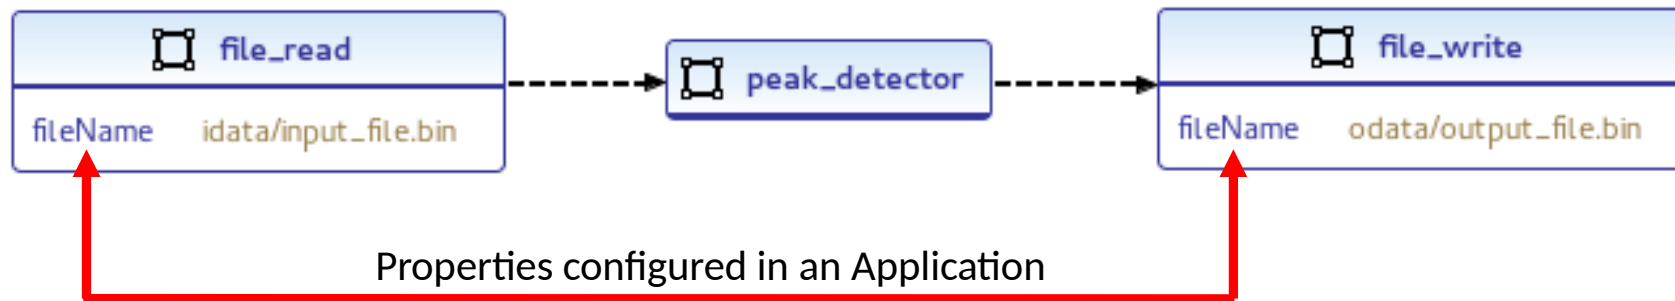 file_read
fileName idata/input_file.bin
peak_detector
file_write
fileName odata/output_file.bin
Properties configured in an Application